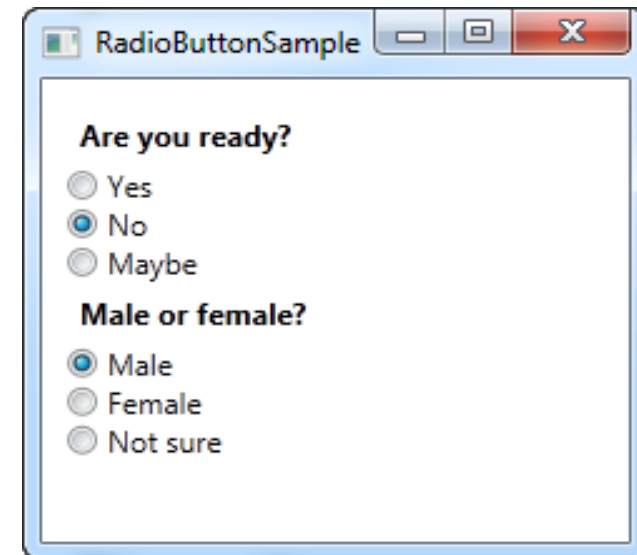 RadioButtonSample
Are you ready?
Yes
No
Maybe
Male or female?
Male
Female
Not sure